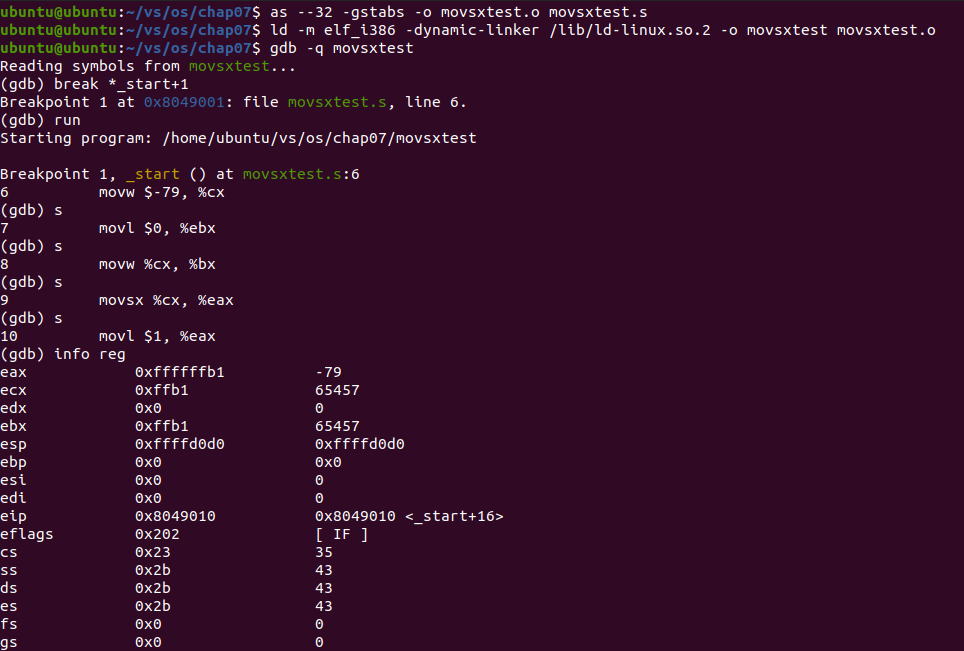 ubuntu@ubuntu:~/vs/os/chap07$ as --32 -gstabs -o movsxtest.o movsxtest.s
ubuntu@ubuntu:~/vs/os/chap07$ ld -m elf_i386 -dynamic-linker /lib/ld-linux.so.2 -o movsxtest movsxtest.o
ubuntu@ubuntu:~/vs/os/chap07$ gdb -q movsxtest
Reading symbols from movsxtest...
(gdb) break *_start+1
Breakpoint 1 at 0x8049001: file movsxtest.s, line 6.
(gdb) run
Starting program: /home/ubuntu/vs/os/chap07/movsxtest

Breakpoint 1, _start () at movsxtest.s:6
6          movw $-79, %cx
(gdb) s
7          movl $0, %ebx
(gdb) s
8          movw %cx, %bx
(gdb) s
9          movsx %cx, %eax
(gdb) s
10         movl $1, %eax
(gdb) info reg
eax            0xffffffb1          -79
ecx            0xffb1              65457
edx            0x0                 0
ebx            0xffb1              65457
esp            0xffffd0d0          0xffffd0d0
ebp            0x0                 0x0
esi            0x0                 0
edi            0x0                 0
eip            0x8049010           0x8049010 <_start+16>
eflags         0x202               [ IF ]
cs             0x23                35
ss             0x2b                43
ds             0x2b                43
es             0x2b                43
fs             0x0                 0
gs             0x0                 0